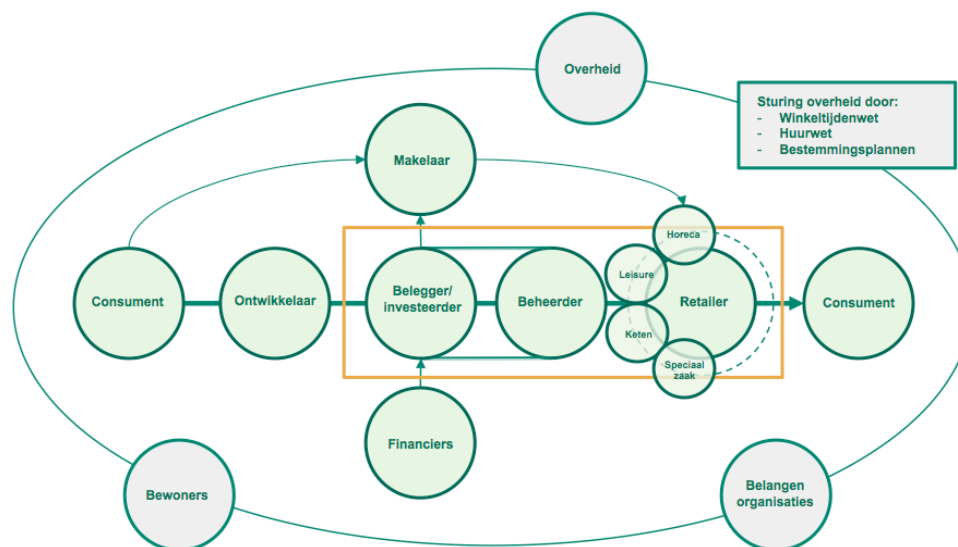 Overheid
Sturing overheid door:
- Winkeltijdenwet
- Huurwet
- Bestemmingsplannen
Makelaar
Horeca
Leisure
Consument
Ontwikkelaar
Belegger/
investeerder
Beheerder
Retailer
Consument
Keten
Speciaal
zaak
Financiers
Bewoners
Belangen
organisaties